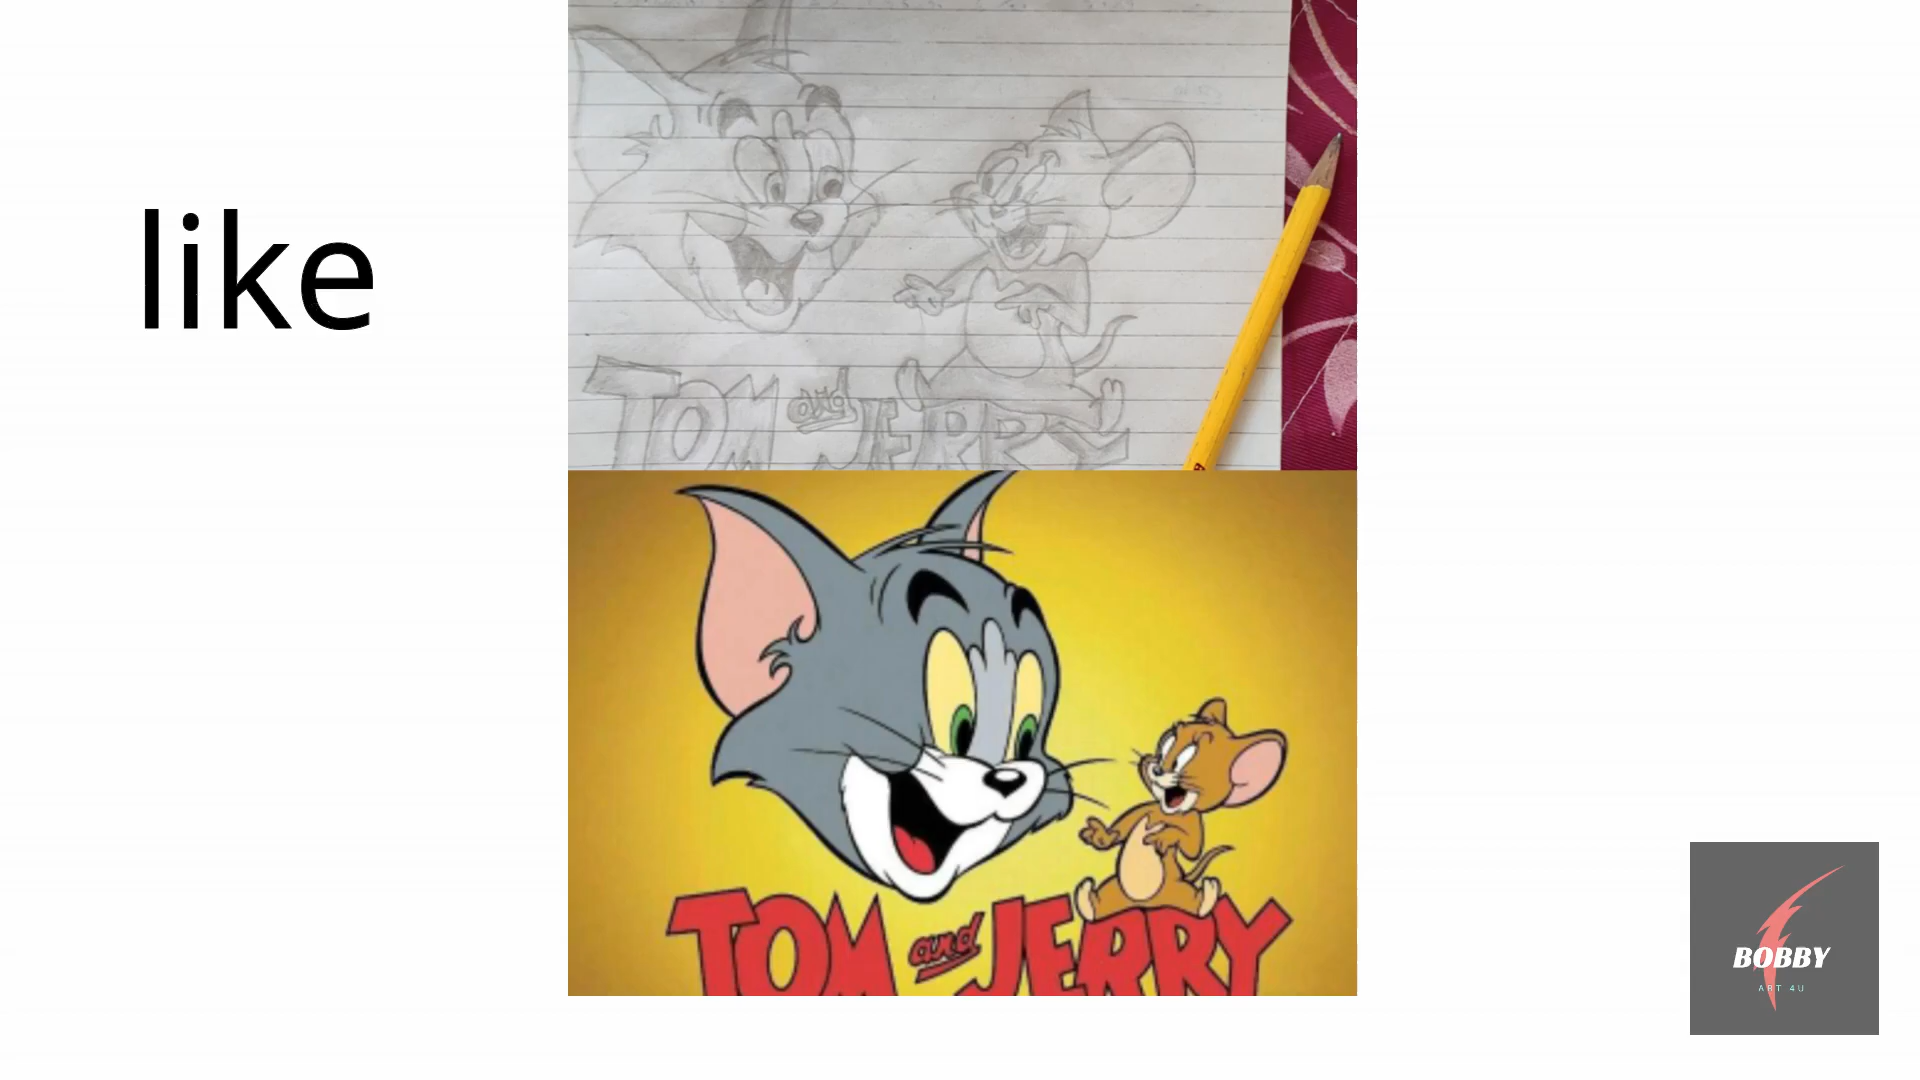 like
TOM and JERRY
TOM and JERRY
BOBBY
ART 4U